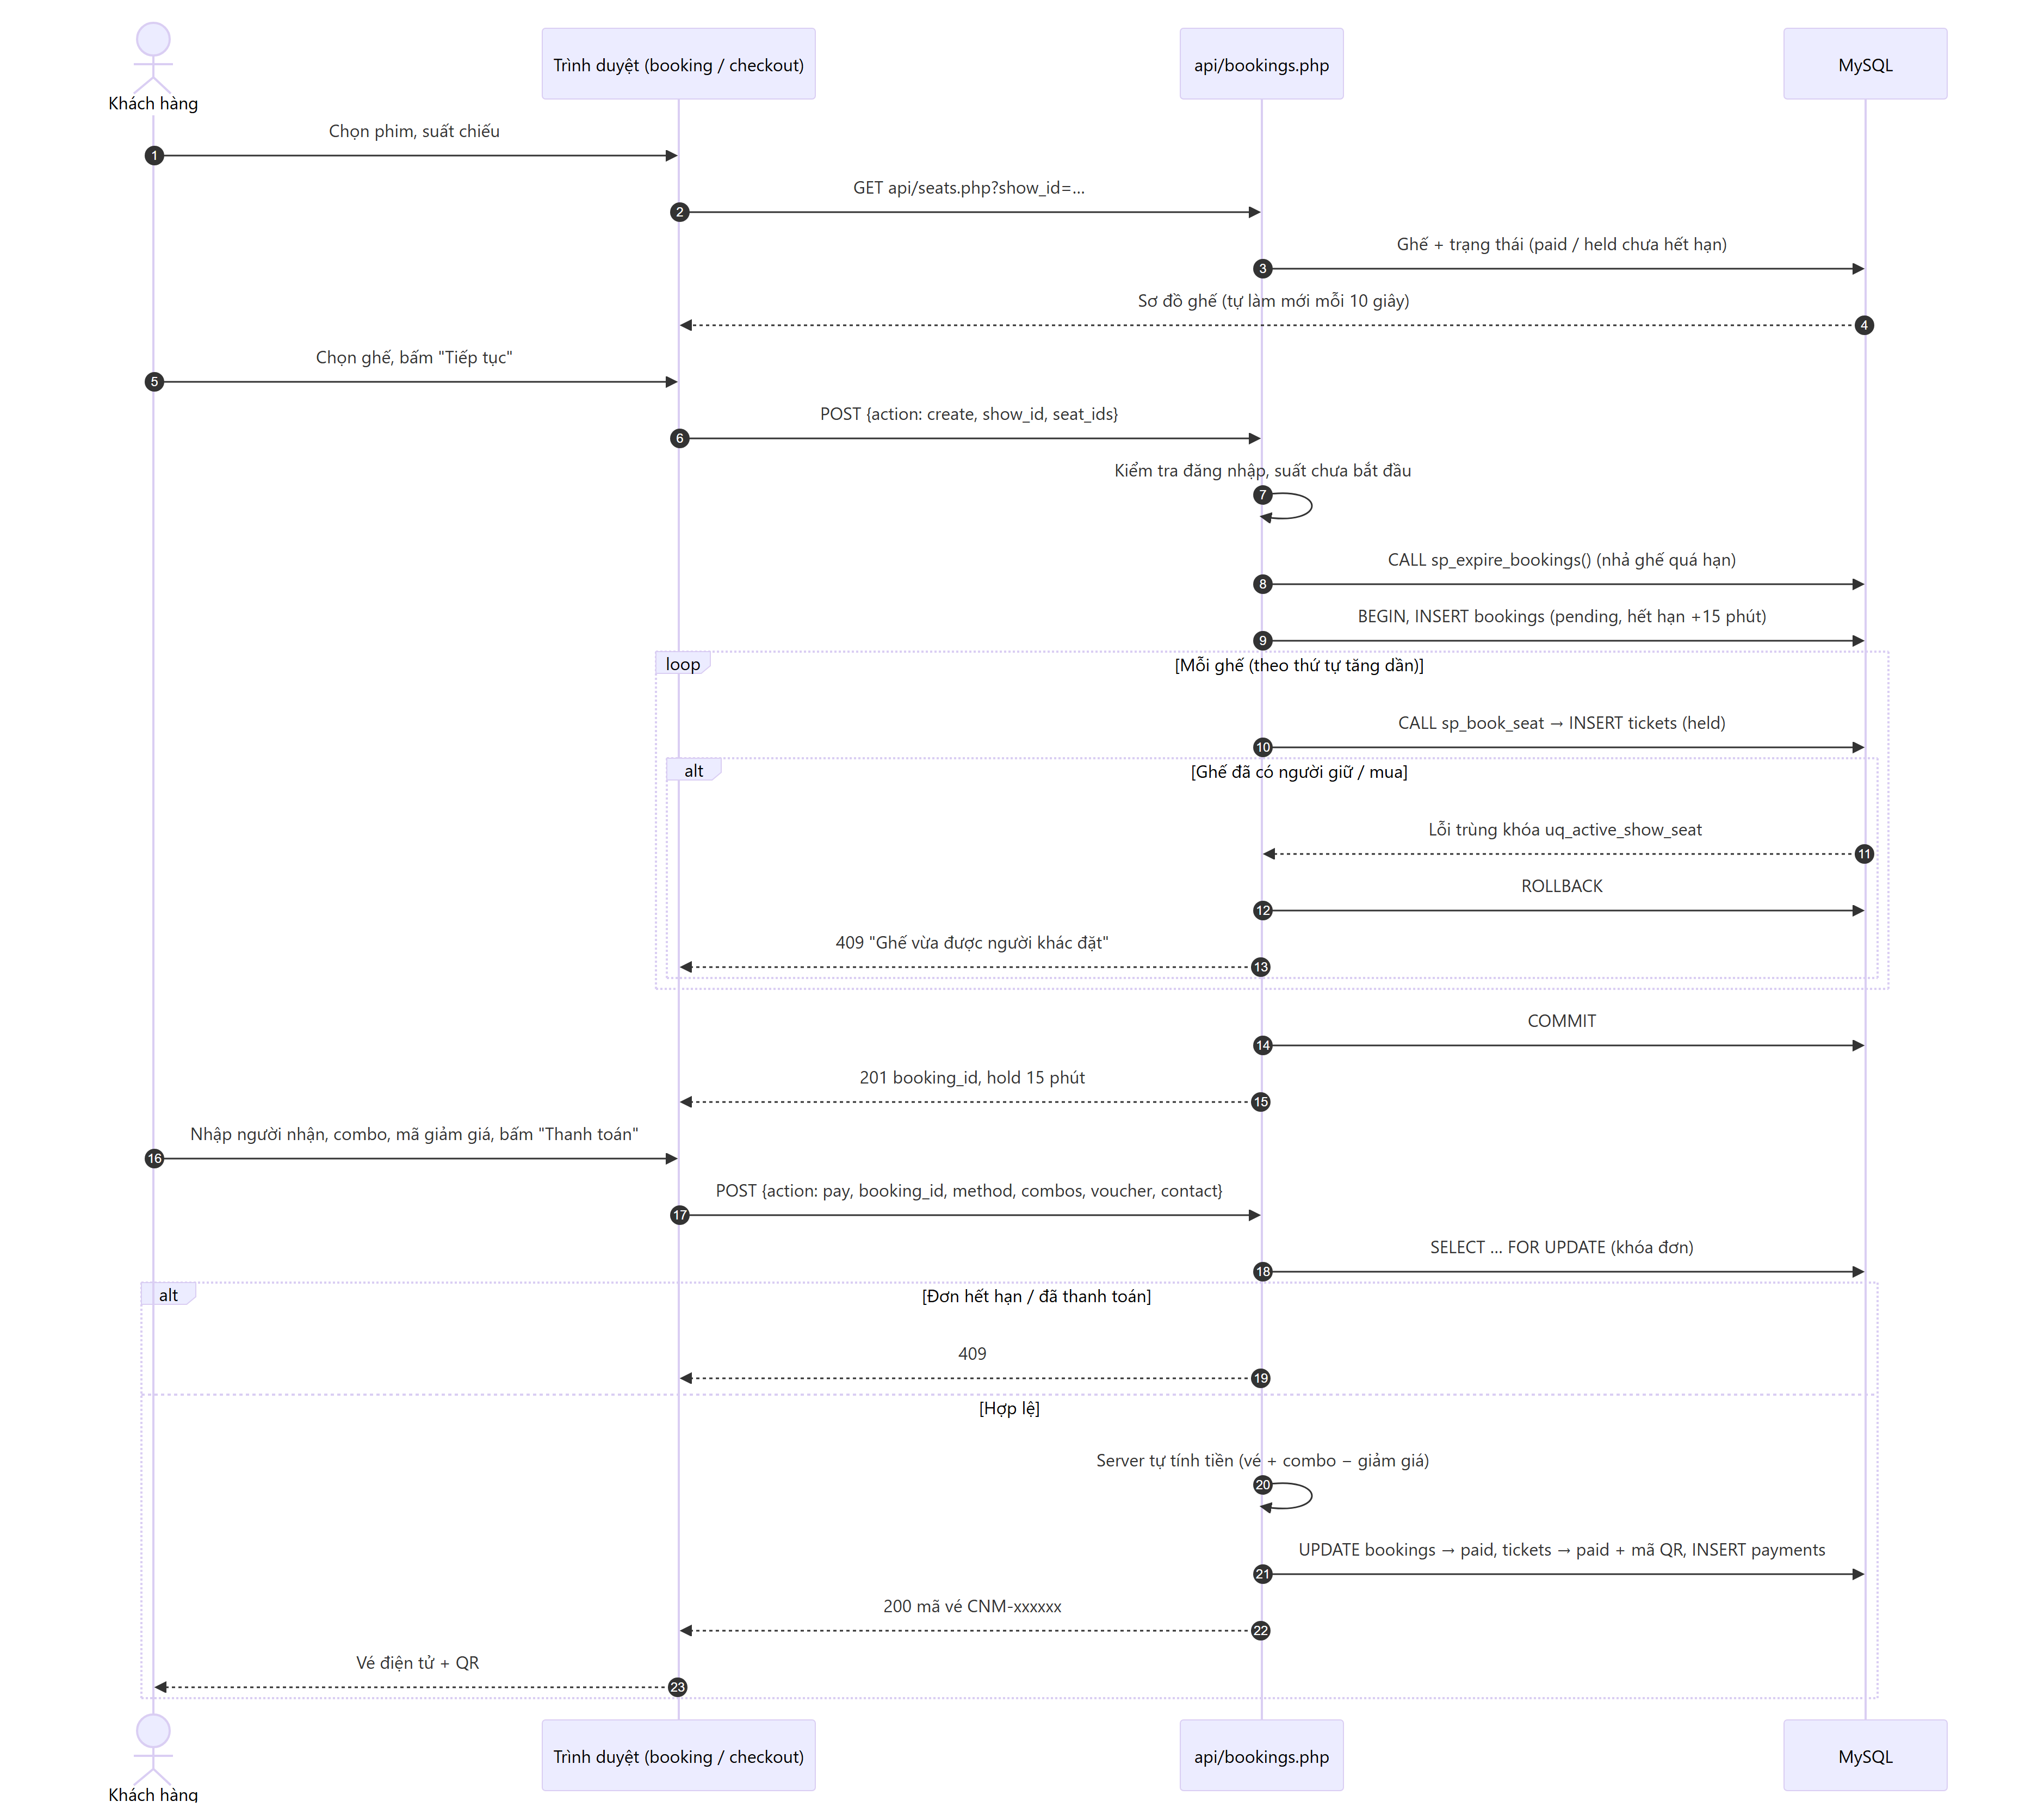 Khách hàng
Trình duyệt (booking / checkout)
api/bookings.php
MySQL
Chọn phim, suất chiếu
1
GET api/seats.php?show_id=...
2
Ghế + trạng thái (paid / held chưa hết hạn)
3
Sơ đồ ghế (tự làm mới mỗi 10 giây)
4
Chọn ghế, bấm "Tiếp tục"
5
POST {action: create, show_id, seat_ids}
6
Kiểm tra đăng nhập, suất chưa bắt đầu
7
CALL sp_expire_bookings() (nhả ghế quá hạn)
8
BEGIN, INSERT bookings (pending, hết hạn +15 phút)
9
loop
[Mỗi ghế (theo thứ tự tăng dần)]
CALL sp_book_seat → INSERT tickets (held)
10
alt
[Ghế đã có người giữ / mua]
Lỗi trùng khóa uq_active_show_seat
11
ROLLBACK
12
409 "Ghế vừa được người khác đặt"
13
COMMIT
14
201 booking_id, hold 15 phút
15
Nhập người nhận, combo, mã giảm giá, bấm "Thanh toán"
16
POST {action: pay, booking_id, method, combos, voucher, contact}
17
SELECT ... FOR UPDATE (khóa đơn)
18
alt
[Đơn hết hạn / đã thanh toán]
409
19
[Hợp lệ]
Server tự tính tiền (vé + combo − giảm giá)
20
UPDATE bookings → paid, tickets → paid + mã QR, INSERT payments
21
200 mã vé CNM-xxxxxx
22
Vé điện tử + QR
23
Khách hàng
Trình duyệt (booking / checkout)
api/bookings.php
MySQL